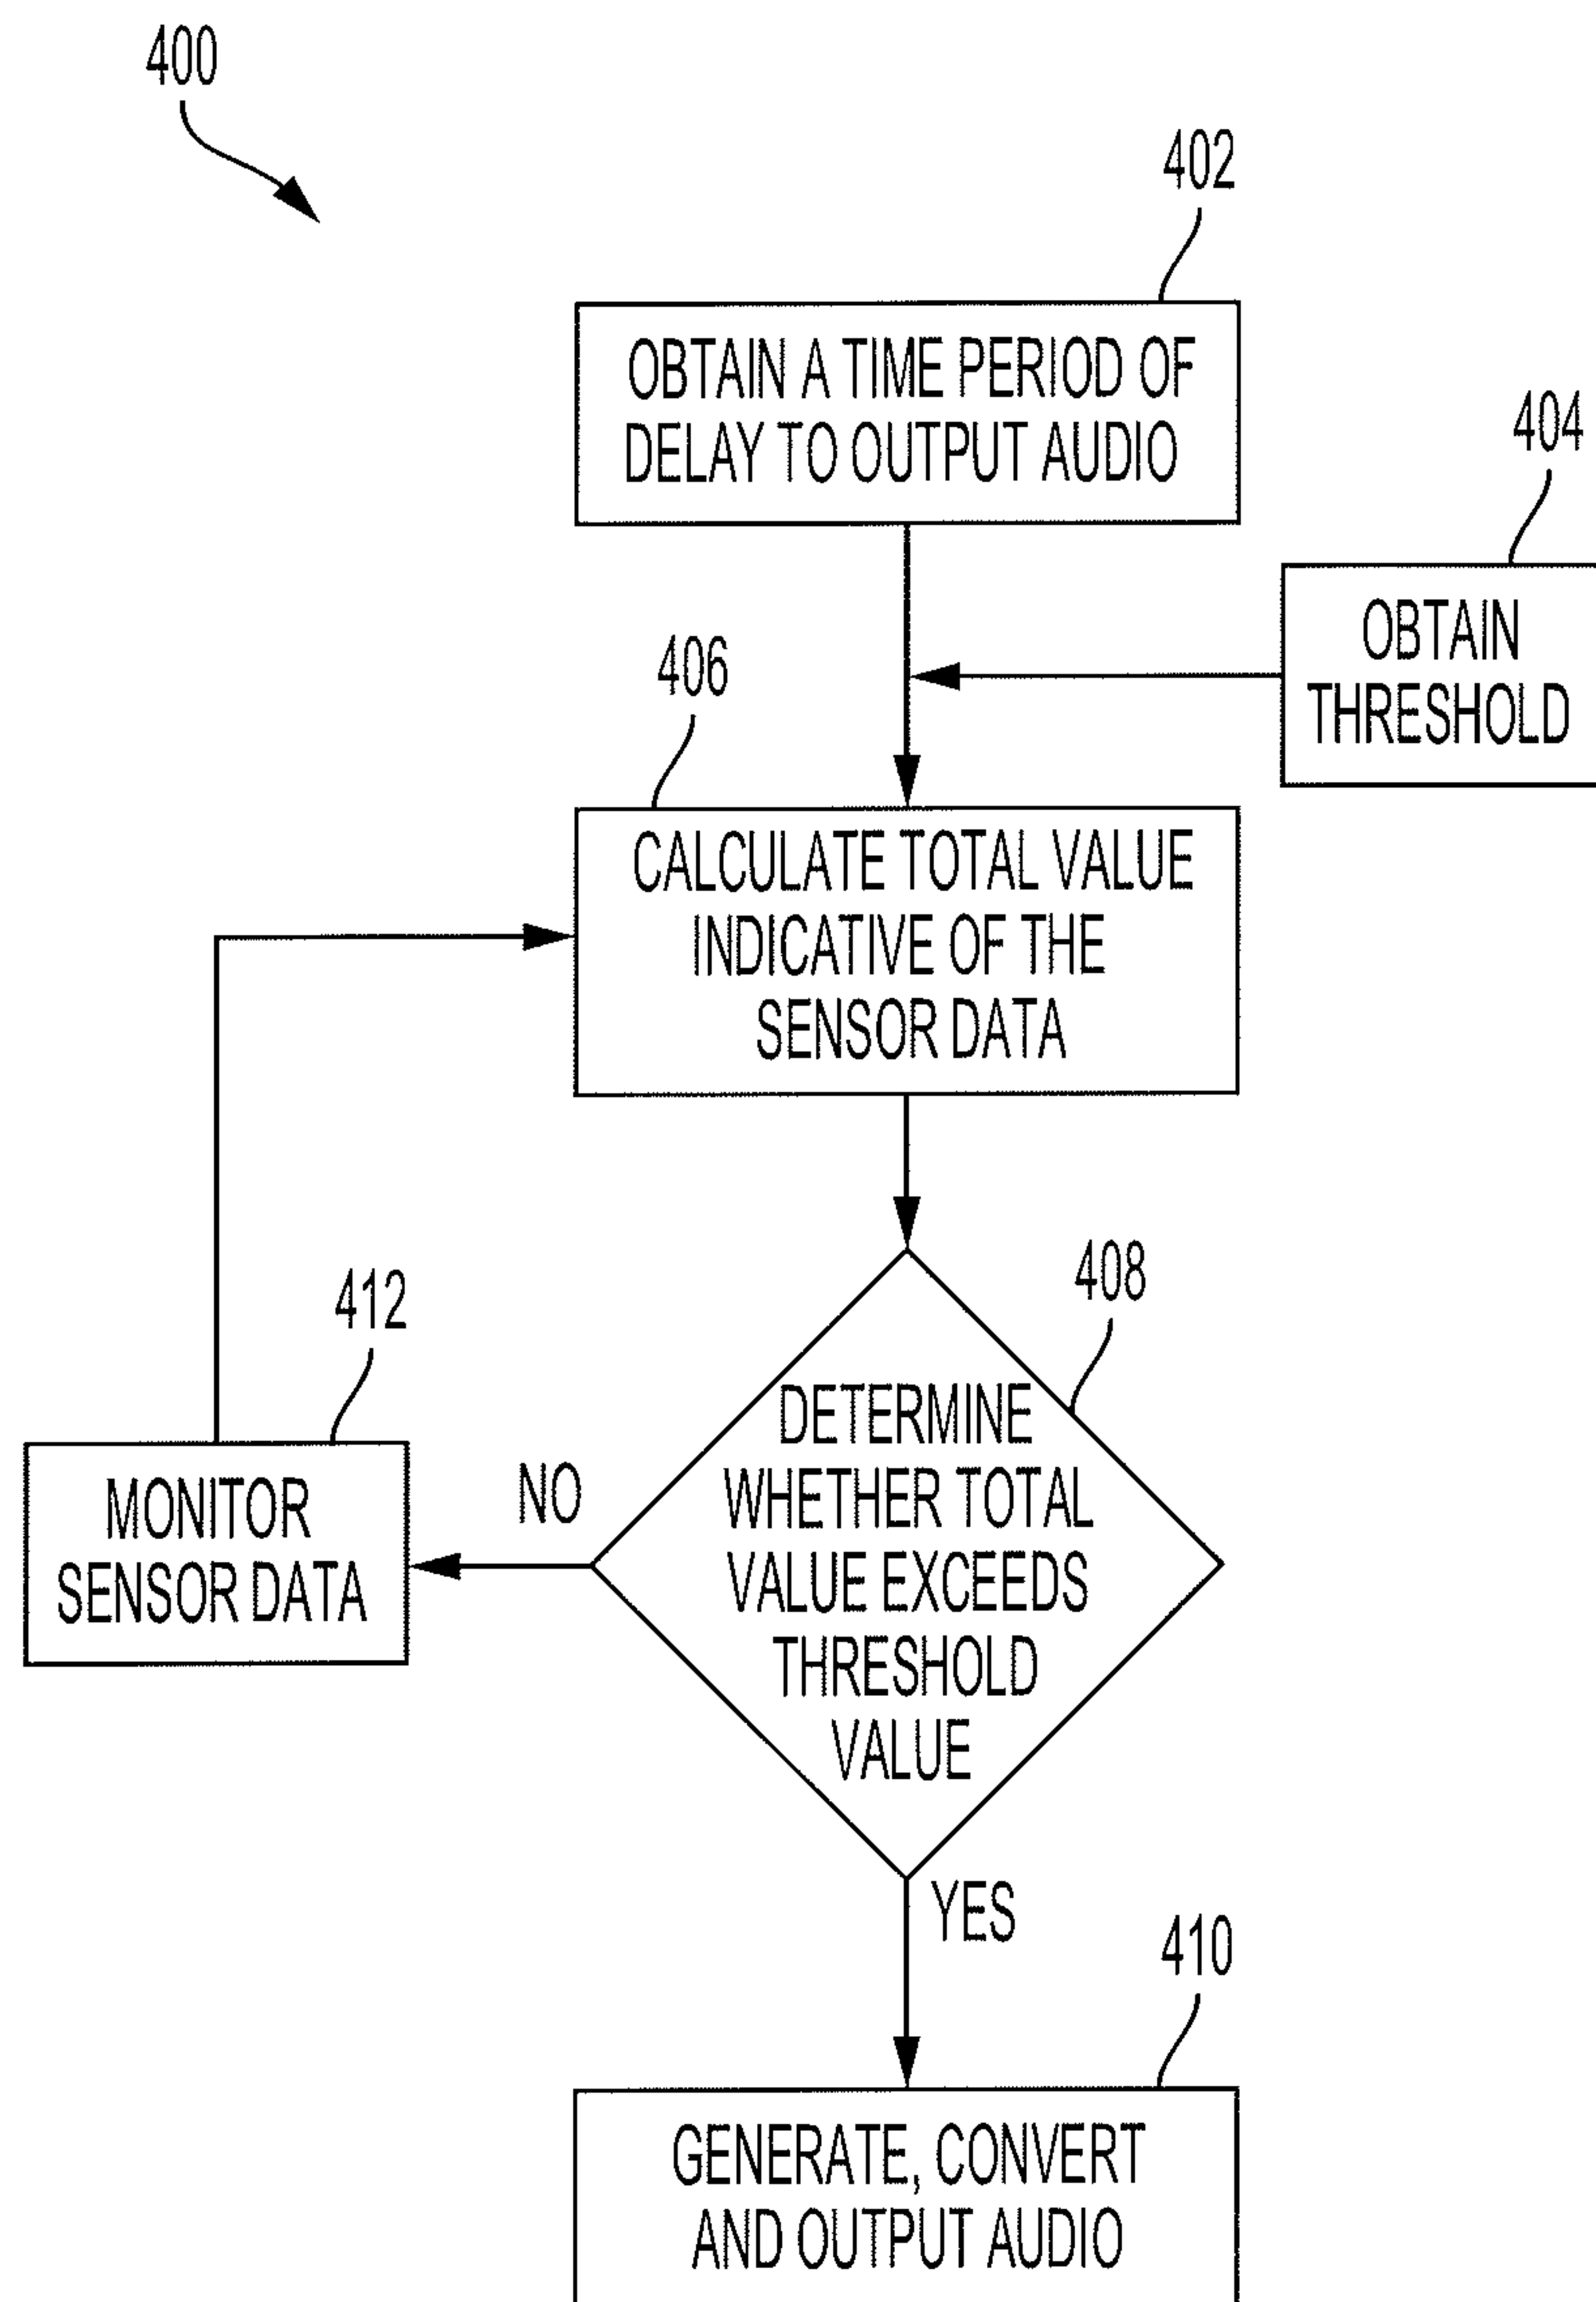 400
402
OBTAIN A TIME PERIOD OF
DELAY TO OUTPUT AUDIO
404
OBTAIN
THRESHOLD
406
CALCULATE TOTAL VALUE
INDICATIVE OF THE
SENSOR DATA
408
DETERMINE
WHETHER TOTAL
VALUE EXCEEDS
THRESHOLD
VALUE
NO
412
MONITOR
SENSOR DATA
YES
410
GENERATE, CONVERT
AND OUTPUT AUDIO